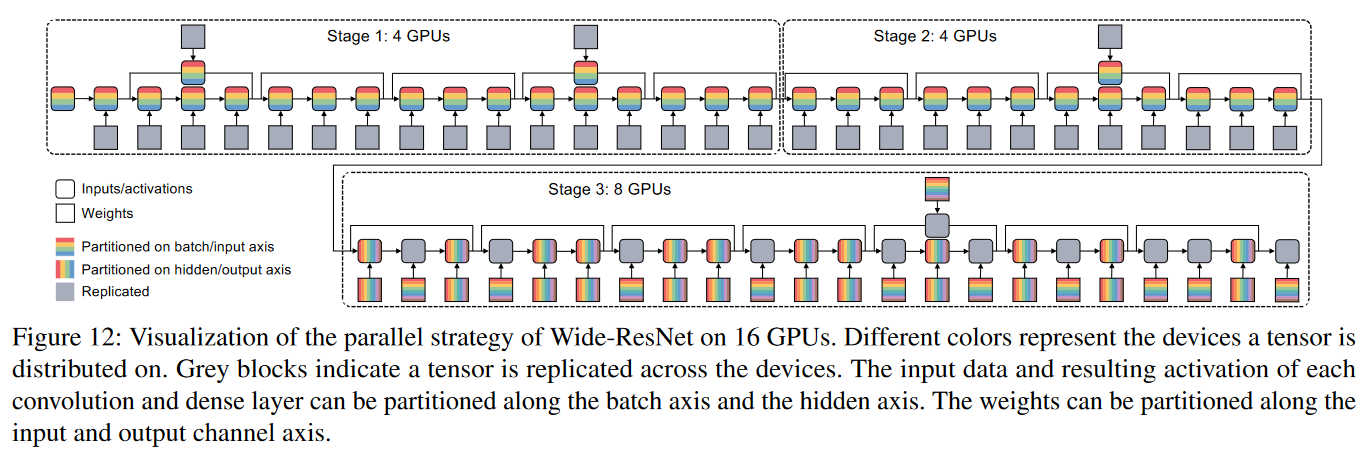 Stage 1: 4 GPUs
Stage 2: 4 GPUs
Stage 3: 8 GPUs
Inputs/activations
Weights
Partitioned on batch/input axis
Partitioned on hidden/output axis
Replicated
Figure 12: Visualization of the parallel strategy of Wide-ResNet on 16 GPUs. Different colors represent the devices a tensor is
distributed on. Grey blocks indicate a tensor is replicated across the devices. The input data and resulting activation of each
convolution and dense layer can be partitioned along the batch axis and the hidden axis. The weights can be partitioned along the
input and output channel axis.